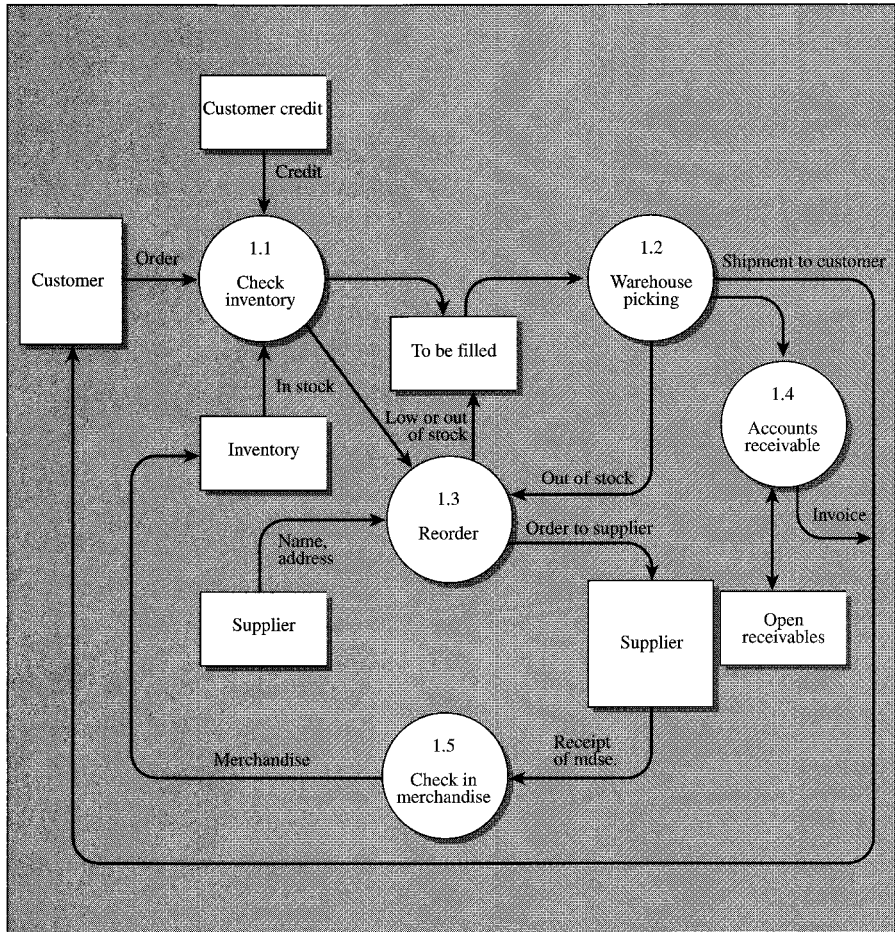 Customer credit
Credit
Customer
Order
1.1
Check
inventory
1.2
Warehouse
picking
Shipment to customer
To be filled
In stock
Low or out
of stock
1.4
Accounts
receivable
Inventory
Out of stock
1.3
Reorder
Invoice
Name,
address
Order to supplier
Supplier
Supplier
Open
receivables
Merchandise
1.5
Check in
merchandise
Receipt
of mdse.